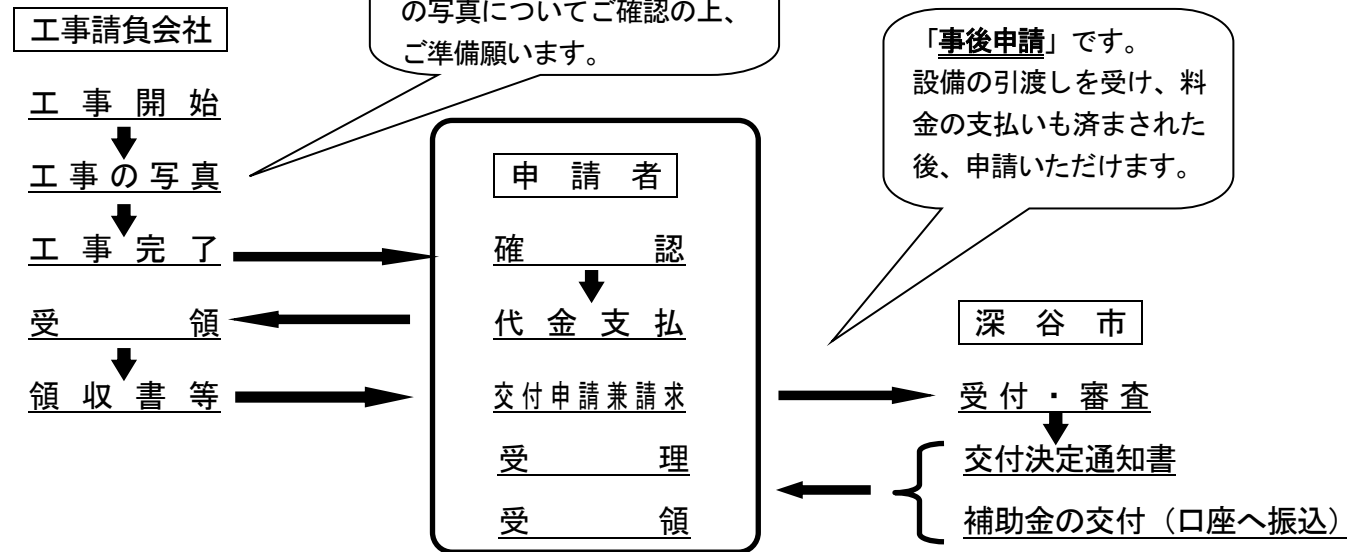 の写真についてご確認の上、
ご準備願います。
「事後申請」です。
設備の引渡しを受け、料
金の支払いも済まされた
後、申請いただけます。
工事請負会社
工事開始
工事の写真
工事完了
受領
領収書等
申請者
確認
代金支払
交付申請兼請求
受理
受領
深谷市
受付・審査
交付決定通知書
補助金の交付（口座へ振込）